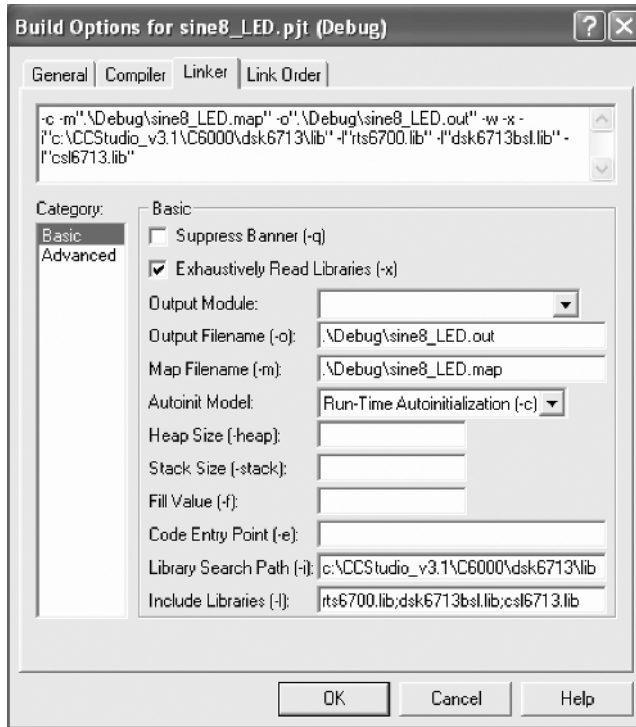 Build Options for sine8_LED.pjt (Debug)
General Compiler Linker Link Order
-c -m".\Debug\sine8_LED.map" -o".\Debug\sine8_LED.out" -w -x -
i"c:\CCStudio_v3.1\C6000\dsk6713\lib" -l"rts6700.lib" -l"dsk6713bsl.lib" -
l"csl6713.lib"
Category:
Basic
Advanced
Basic
Suppress Banner (-q)
Exhaustively Read Libraries (-x)
Output Module:
Output Filename (-o): .\Debug\sine8_LED.out
Map Filename (-m): .\Debug\sine8_LED.map
Autoinit Model: Run-Time Autoinitialization (-c)
Heap Size (-heap):
Stack Size (-stack):
Fill Value (-f):
Code Entry Point (-e):
Library Search Path (-i): c:\CCStudio_v3.1\C6000\dsk6713\lib
Include Libraries (-l): rts6700.lib;dsk6713bsl.lib;csl6713.lib
OK Cancel Help